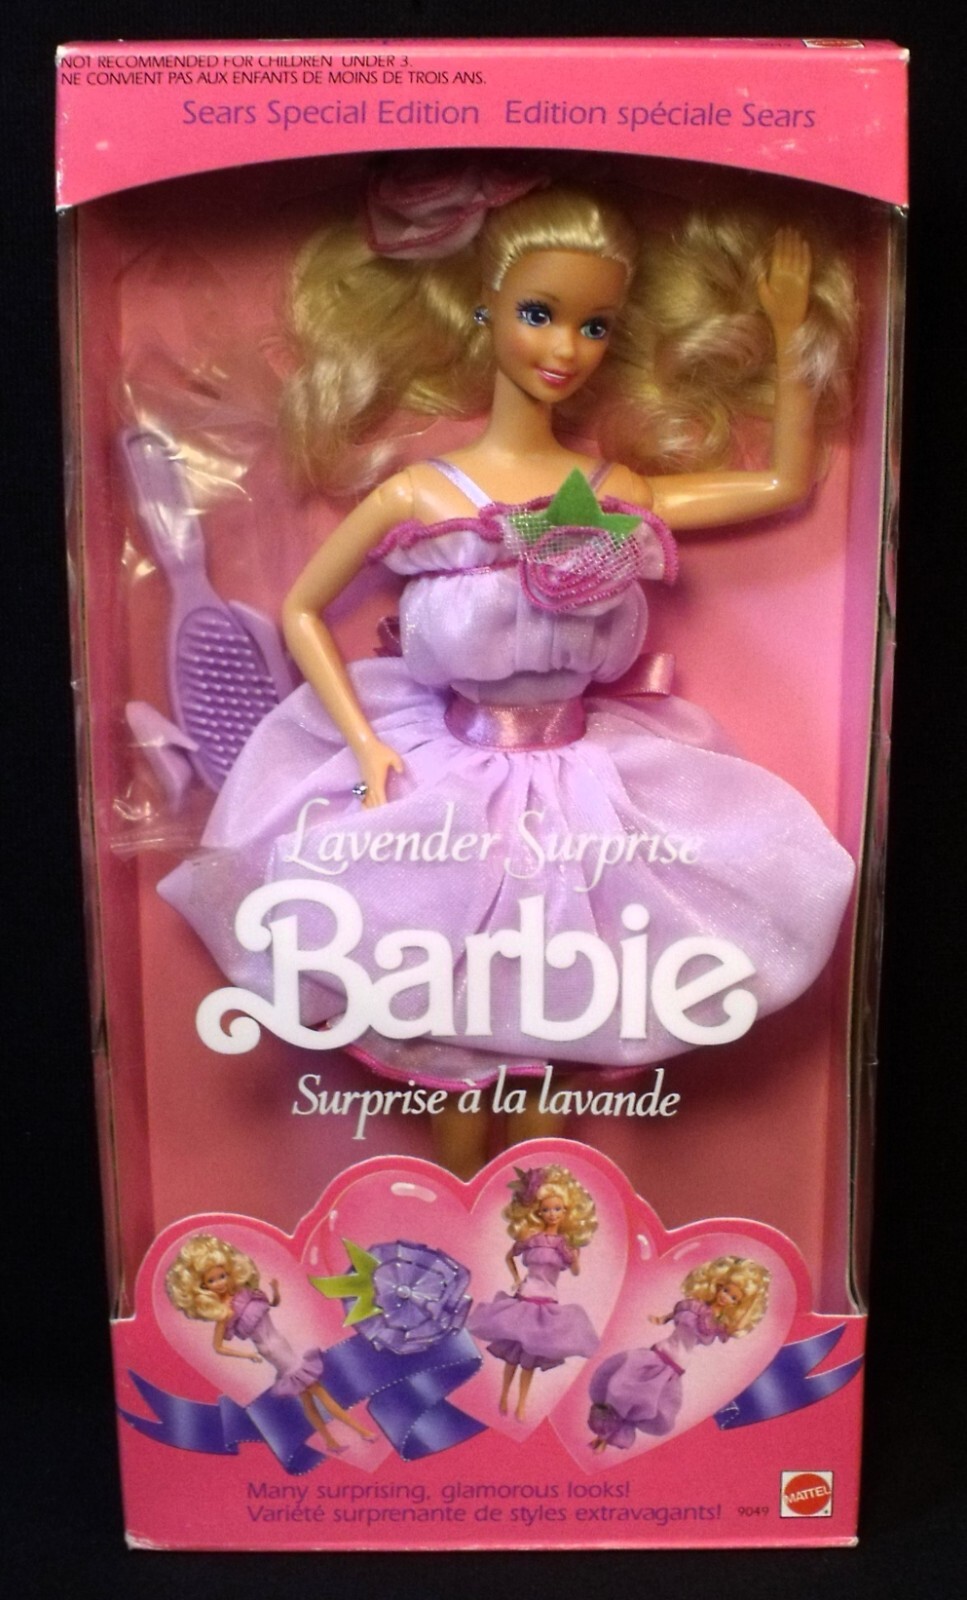 NOT RECOMMENDED FOR CHILDREN UNDER 3.
NE CONVIENT PAS AUX ENFANTS DE MOINS DE TROIS ANS.
Sears Special Edition Edition spéciale Sears
Lavender Surprise
Barbie
Surprise à la lavande
Many surprising, glamorous looks!
Variété surprenante de styles extravagants! 9049
MATTEL